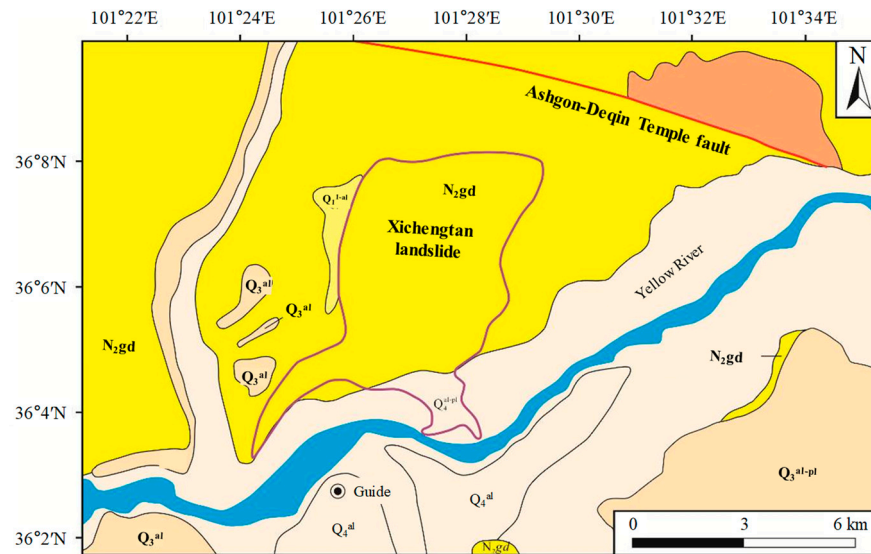 101°22'E 101°24'E 101°26'E 101°28'E 101°30'E 101°32'E 101°34'E
N
Ashgon-Deqin Temple fault
36°8'N
N₂gd
Q₁ˡ⁻ᵃˡ
Xichengtan
landslide
Yellow River
36°6'N
Q₃ᵃˡ
Q₃ᵃˡ
N₂gd
N₂gd
Q₃ᵃˡ
36°4'N
Q₄ᵃˡ⁻ᵖˡ
Q₃ᵃˡ⁻ᵖˡ
Guide
Q₄ᵃˡ
Q₄ᵃˡ
Q₃ᵃˡ
N₂gd
0 3 6 km
36°2'N